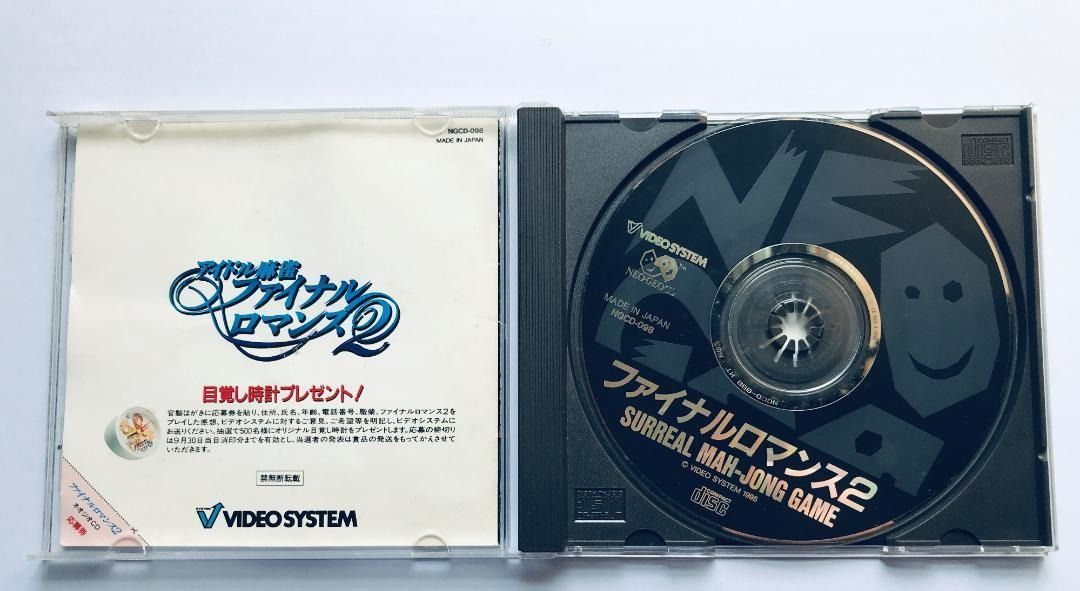 NGCD-098
MADE IN JAPAN
アイドル麻雀
ファイナル
ロマンス2
目覚し時計プレゼント!
官製はがきに応募券を貼り、住所、氏名、年齢、電話番号、職業、ファイナルロマンス2を
プレイした感想、ビデオシステムに対するご意見、ご希望等を明記し、ビデオシステムに
お送りください。抽選で500名様にオリジナル目覚し時計をプレゼントします。応募の締切り
は9月30日当日消印分までを有効とし、当選者の発表は賞品の発送をもってかえさせて
いただきます。
禁無断転載
VIDEO SYSTEM
ファイナルロマンス2
ネオジオCD
応募券
VIDEO SYSTEM
NEO·GEO CD
TM
MADE IN JAPAN
NGCD-098
ファイナルロマンス2
SURREAL MAH-JONG GAME
© VIDEO SYSTEM 1995
COMPACT
disc